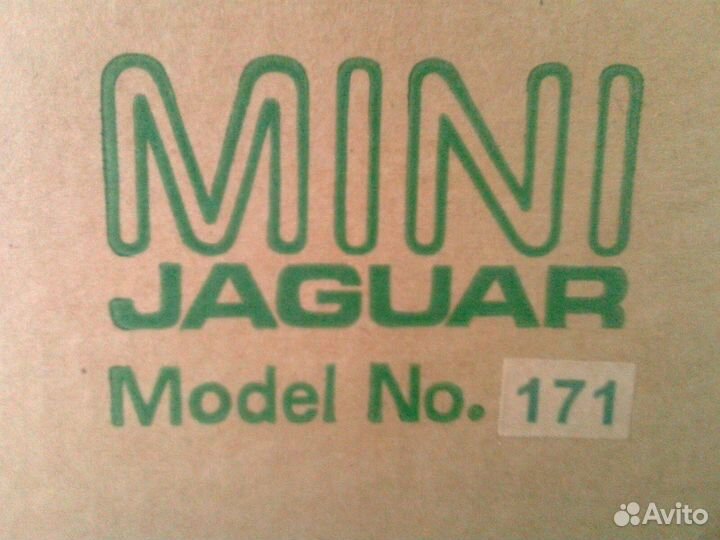 MINI
JAGUAR
Model No. 171
Avito